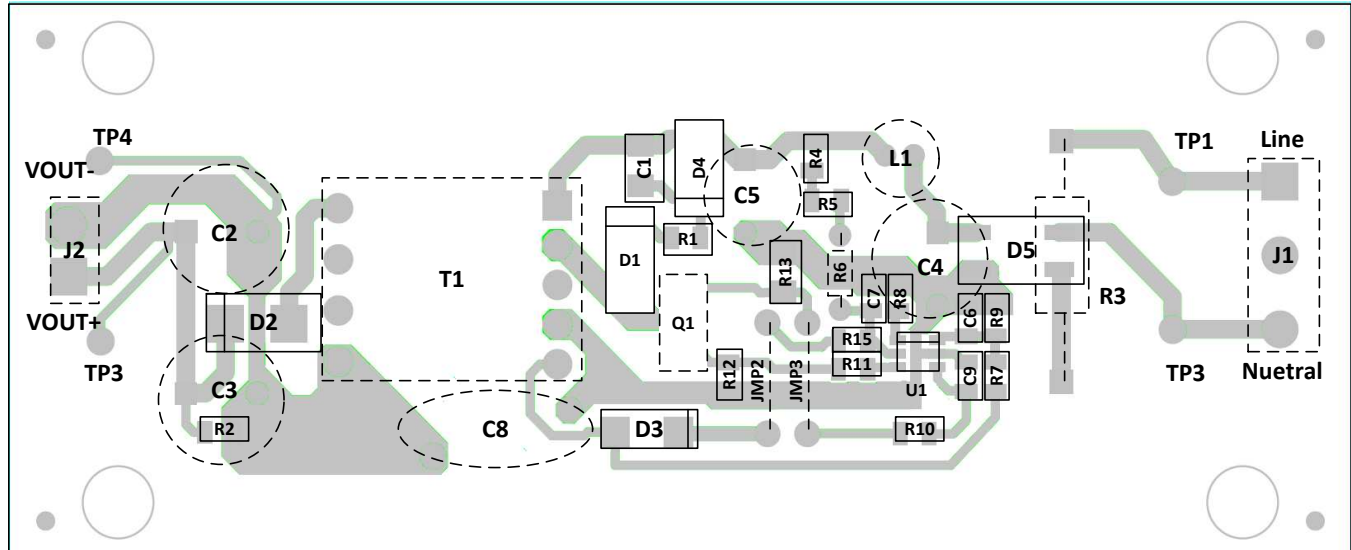 TP4
VOUT-
J2
VOUT+
TP3
C2
D2
C3
R2
T1
C8
C1
D4
C5
R4
L1
R5
R1
D1
R13
R6
C4
D5
R3
Q1
C7
R8
C6
R9
R15
R11
R12
JMP2
JMP3
U1
C9
R7
D3
R10
TP1
Line
J1
TP3
Nuetral